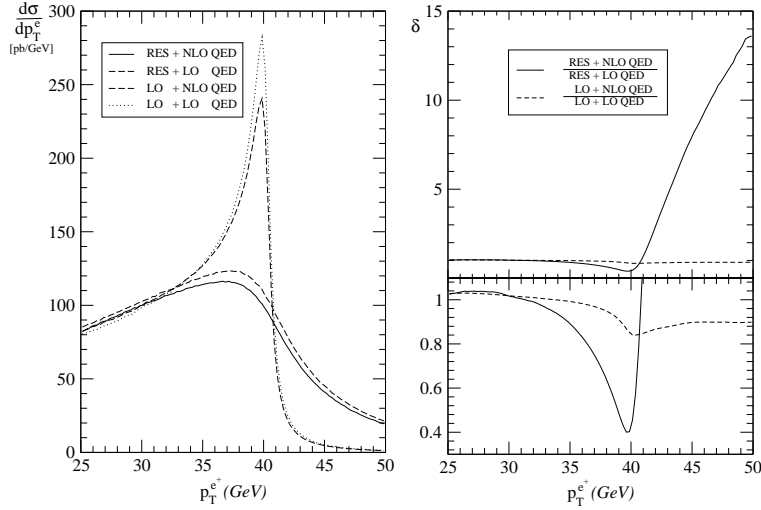 dσ
dp_T^e
[pb/GeV]
300
250
200
150
100
50
0
RES + NLO QED
RES + LO QED
LO + NLO QED
LO + LO QED
25 30 35 40 45 50
p_T^{e^+} (GeV)
δ
15
10
5
RES + NLO QED
RES + LO QED
LO + NLO QED
LO + LO QED
1
0.8
0.6
0.4
25 30 35 40 45 50
p_T^{e^+} (GeV)